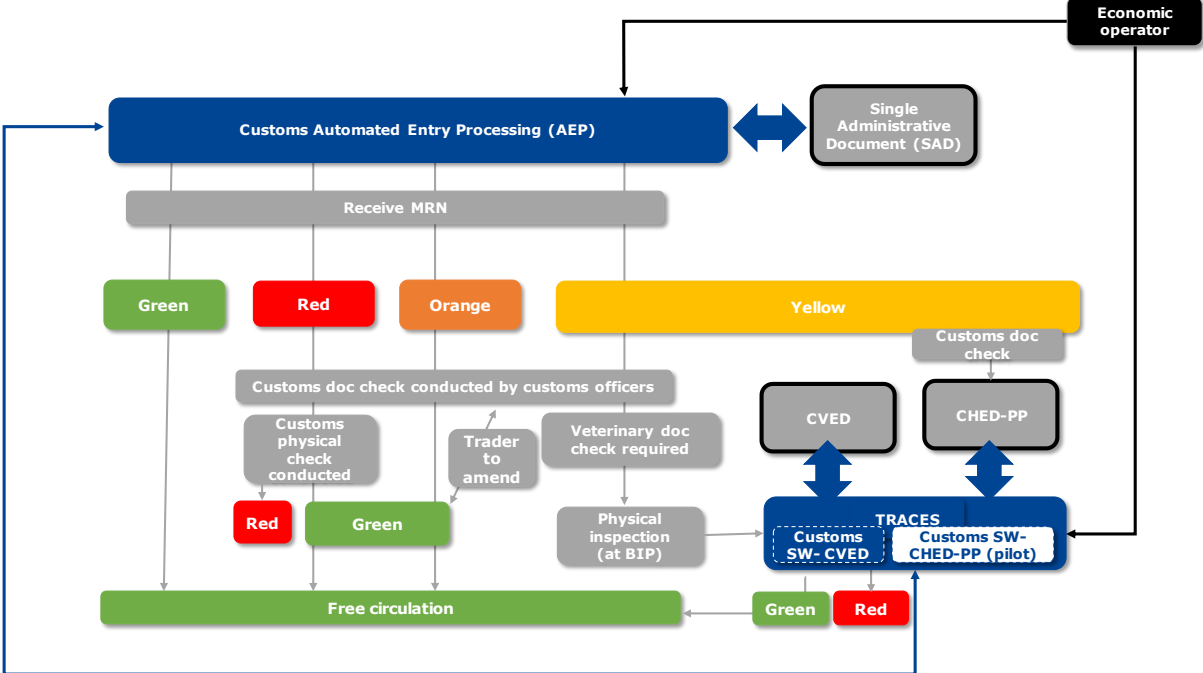 Economic
operator
Customs Automated Entry Processing (AEP)
Single
Administrative
Document (SAD)
Receive MRN
Green
Red
Orange
Yellow
Customs doc
check
Customs doc check conducted by customs officers
CVED
CHED-PP
Customs
physical
check
conducted
Trader
to
amend
Veterinary doc
check required
Red
Green
Physical
inspection
(at BIP)
TRACES
Customs
SW- CVED
Customs SW-
CHED-PP (pilot)
Free circulation
Green
Red